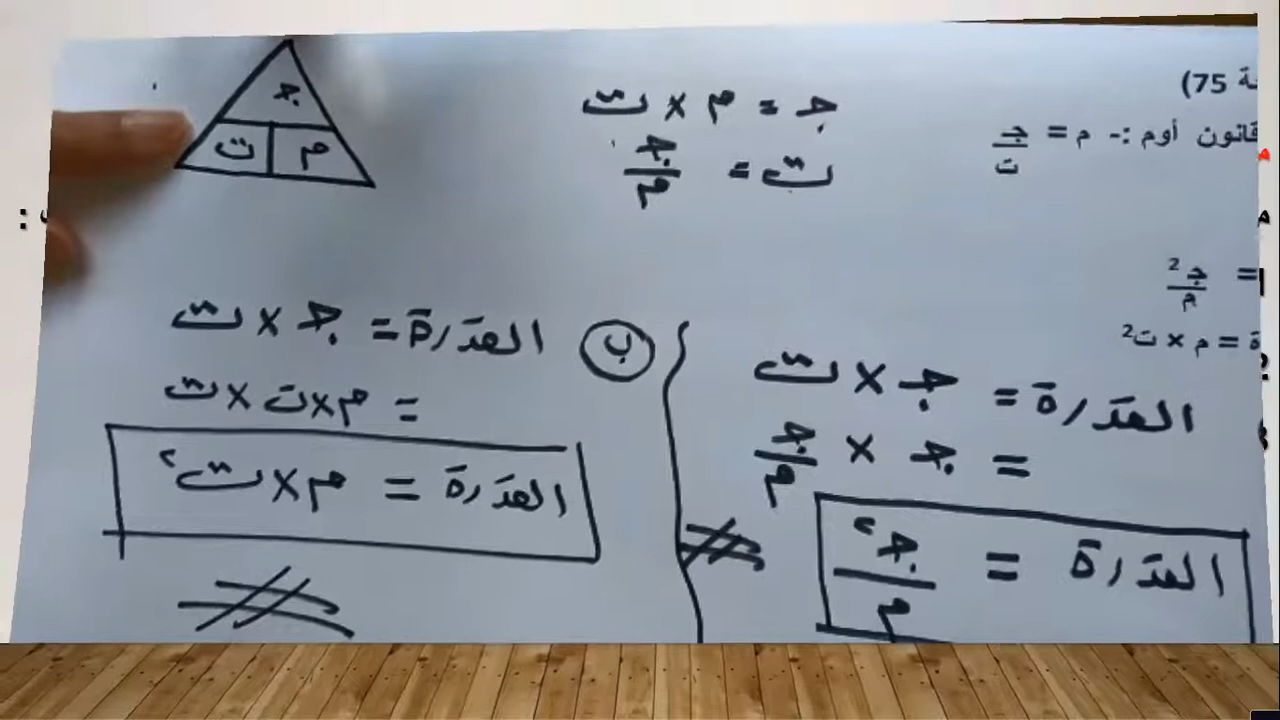 ة 75)
قانون أوم :- م = جـ / ت
جـ = م × ت
ت = جـ / م
جـ
م ت
= جـ² / م
ة = م × ت²
القدرة = جـ × ت
= جـ × جـ / م
القدرة = جـ² / م
ب القدرة = جـ × ت
= م × ت × ت
القدرة = م × ت²